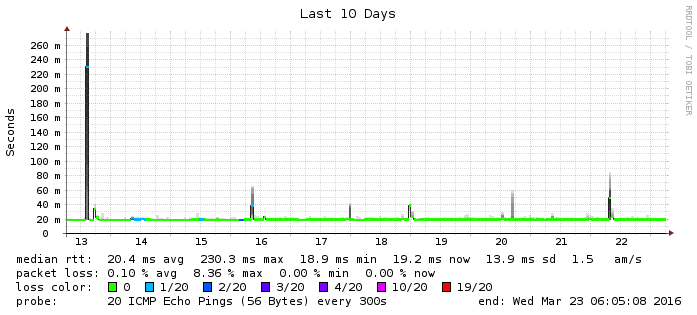 Last 10 Days
RRDTOOL / TOBI OETIKER
Seconds
260 m
240 m
220 m
200 m
180 m
160 m
140 m
120 m
100 m
80 m
60 m
40 m
20 m
0
13 14 15 16 17 18 19 20 21 22
median rtt: 20.4 ms avg 230.3 ms max 18.9 ms min 19.2 ms now 13.9 ms sd 1.5 am/s
packet loss: 0.10 % avg 8.36 % max 0.00 % min 0.00 % now
loss color: 0 1/20 2/20 3/20 4/20 10/20 19/20
probe: 20 ICMP Echo Pings (56 Bytes) every 300s end: Wed Mar 23 06:05:08 2016